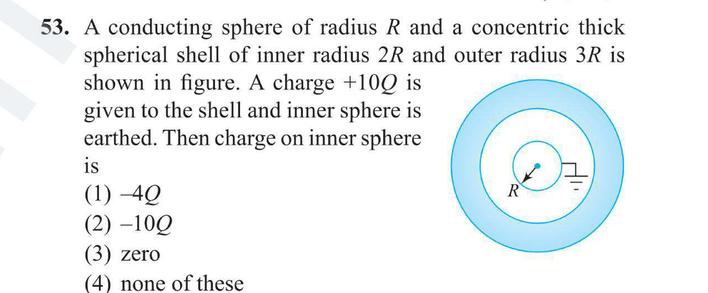 53. A conducting sphere of radius R and a concentric thick
spherical shell of inner radius 2R and outer radius 3R is
shown in figure. A charge +10Q is
given to the shell and inner sphere is
earthed. Then charge on inner sphere
is
(1) –4Q
(2) –10Q
(3) zero
(4) none of these
R